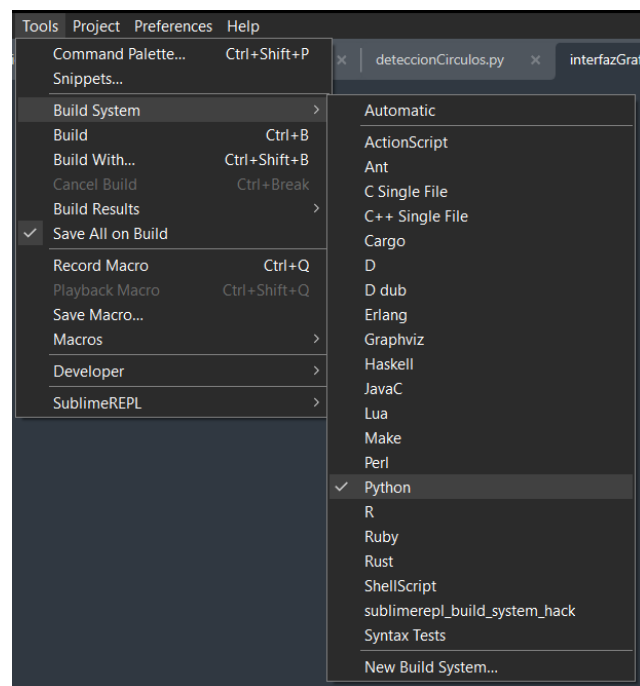 Tools Project Preferences Help
Command Palette... Ctrl+Shift+P
Snippets...
deteccionCirculos.py
Build System
Build Ctrl+B
Build With... Ctrl+Shift+B
Cancel Build Ctrl+Break
Build Results
Save All on Build
Record Macro Ctrl+Q
Playback Macro Ctrl+Shift+Q
Save Macro...
Macros
Developer
SublimeREPL
Automatic
ActionScript
Ant
C Single File
C++ Single File
Cargo
D
D dub
Erlang
Graphviz
Haskell
JavaC
Lua
Make
Perl
Python
R
Ruby
Rust
ShellScript
sublimerepl_build_system_hack
Syntax Tests
New Build System...